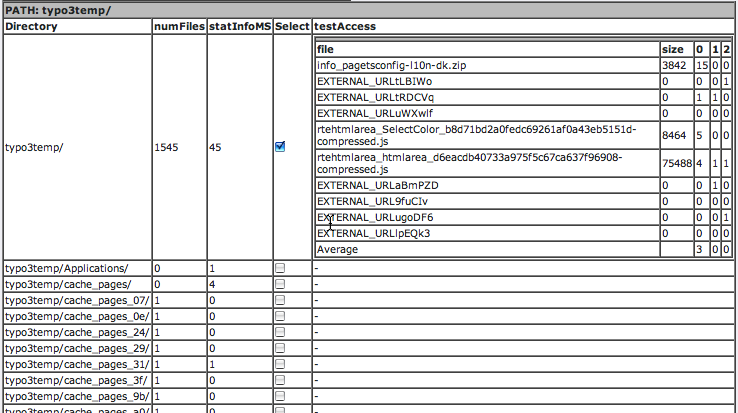 PATH: typo3temp/
Directory numFiles statInfoMS Select testAccess
file size 0 1 2
info_pagetsconfig-l10n-dk.zip 3842 15 0 0
EXTERNAL_URLtLBIWo 0 0 0 1
EXTERNAL_URLtRDCVq 0 1 1 0
EXTERNAL_URLuWXwlf 0 0 0 0
rtehtmlarea_SelectColor_b8d71bd2a0fedc69261af0a43eb5151d-
compressed.js 8464 5 0 0
typo3temp/ 1545 45
rtehtmlarea_htmlarea_d6eacdb40733a975f5c67ca637f96908-
compressed.js 75488 4 1 1
EXTERNAL_URLaBmPZD 0 0 1 0
EXTERNAL_URL9fuCIv 0 0 0 0
EXTERNAL_URLugoDF6 0 0 0 1
EXTERNAL_URLlpEQk3 0 0 0 0
Average 3 0 0
typo3temp/Applications/ 0 1 -
typo3temp/cache_pages/ 0 4 -
typo3temp/cache_pages_07/ 1 0 -
typo3temp/cache_pages_0e/ 1 0 -
typo3temp/cache_pages_24/ 1 0 -
typo3temp/cache_pages_29/ 1 0 -
typo3temp/cache_pages_31/ 1 1 -
typo3temp/cache_pages_3f/ 1 0 -
typo3temp/cache_pages_9b/ 1 0 -
typo3temp/cache_pages_a0/ 1 0 -